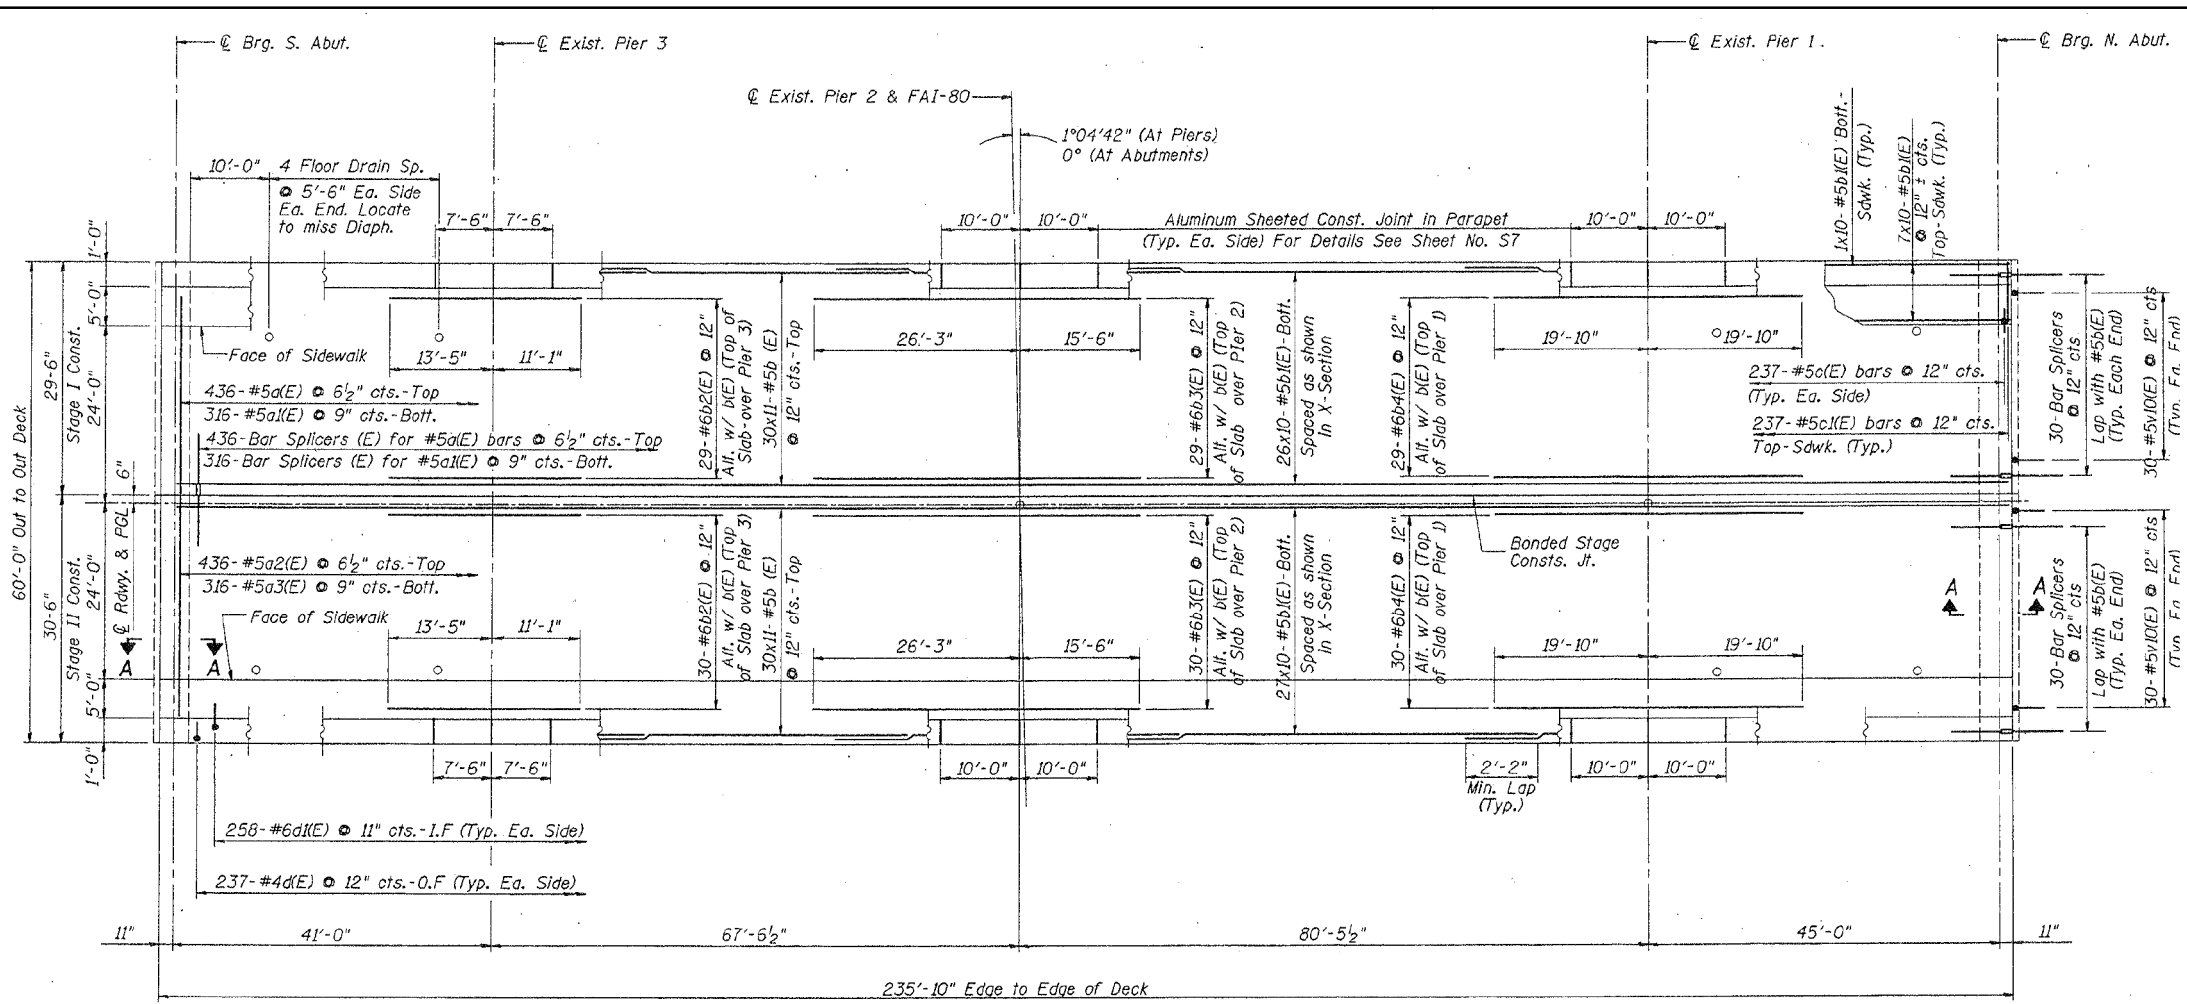 ℄ Brg. S. Abut.
℄ Exist. Pier 3
℄ Exist. Pier 1
℄ Brg. N. Abut.
℄ Exist. Pier 2 & FAI-80
1°04'42" (At Piers)
0° (At Abutments)
10'-0"
4 Floor Drain Sp.
@ 5'-6" Ea. Side
Ea. End. Locate
to miss Diaph.
7'-6"
7'-6"
10'-0"
10'-0"
Aluminum Sheeted Const. Joint in Parapet
(Typ. Ea. Side) For Details See Sheet No. S7
10'-0"
10'-0"
1x10-#5b1(E) Bott.-
Sdwk. (Typ.)
7x10-#5b1(E)
@ 12" ± cts.
Top-Sdwk. (Typ.)
1'-0"
5'-0"
24'-0"
29'-6"
Stage I Const.
60'-0" Out to Out Deck
Face of Sidewalk
13'-5"
11'-1"
26'-3"
15'-6"
19'-10"
19'-10"
436-#5a(E) @ 6½" cts.-Top
316-#5a1(E) @ 9" cts.-Bott.
436-Bar Splicers (E) for #5a(E) bars @ 6½" cts.-Top
316-Bar Splicers (E) for #5a1(E) @ 9" cts.-Bott.
29-#6b2(E) @ 12"
Alt. w/ b(E) (Top of
Slab over Pier 3)
30x11-#5b (E)
@ 12" cts.-Top
29-#6b3(E) @ 12"
Alt. w/ b(E) (Top
of Slab over Pier 2)
26x10-#5b1(E)-Bott.
Spaced as shown
in X-Section
29-#6b4(E) @ 12"
Alt. w/ b(E) (Top
of Slab over Pier 1)
237-#5c(E) bars @ 12" cts.
(Typ. Ea. Side)
237-#5c1(E) bars @ 12" cts.
Top-Sdwk. (Typ.)
30-Bar Splicers
@ 12" cts
Lap with #5b(E)
(Typ. Each End)
30-#5v10(E) @ 12" cts
(Typ. Ea. End)
6"
℄ Rdwy. & PGL
30'-6"
Stage II Const.
24'-0"
5'-0"
1'-0"
436-#5a2(E) @ 6½" cts.-Top
316-#5a3(E) @ 9" cts.-Bott.
Face of Sidewalk
A
A
13'-5"
11'-1"
26'-3"
15'-6"
19'-10"
19'-10"
30-#6b2(E) @ 12"
Alt. w/ b(E) (Top
of Slab over Pier 3)
30x11-#5b (E)
@ 12" cts.-Top
30-#6b3(E) @ 12"
Alt. w/ b(E) (Top
of Slab over Pier 2)
27x10-#5b1(E)-Bott.
Spaced as shown
in X-Section
30-#6b4(E) @ 12"
Alt. w/ b(E) (Top
of Slab over Pier 1)
Bonded Stage
Consts. Jt.
A
A
30-Bar Splicers
@ 12" cts
Lap with #5b(E)
(Typ. Ea. End)
30-#5v10(E) @ 12" cts
(Typ. Ea. End)
7'-6"
7'-6"
10'-0"
10'-0"
2'-2"
Min. Lap
(Typ.)
10'-0"
10'-0"
258-#6d1(E) @ 11" cts.-I.F (Typ. Ea. Side)
237-#4d(E) @ 12" cts.-O.F (Typ. Ea. Side)
11"
41'-0"
67'-6½"
80'-5½"
45'-0"
11"
235'-10" Edge to Edge of Deck